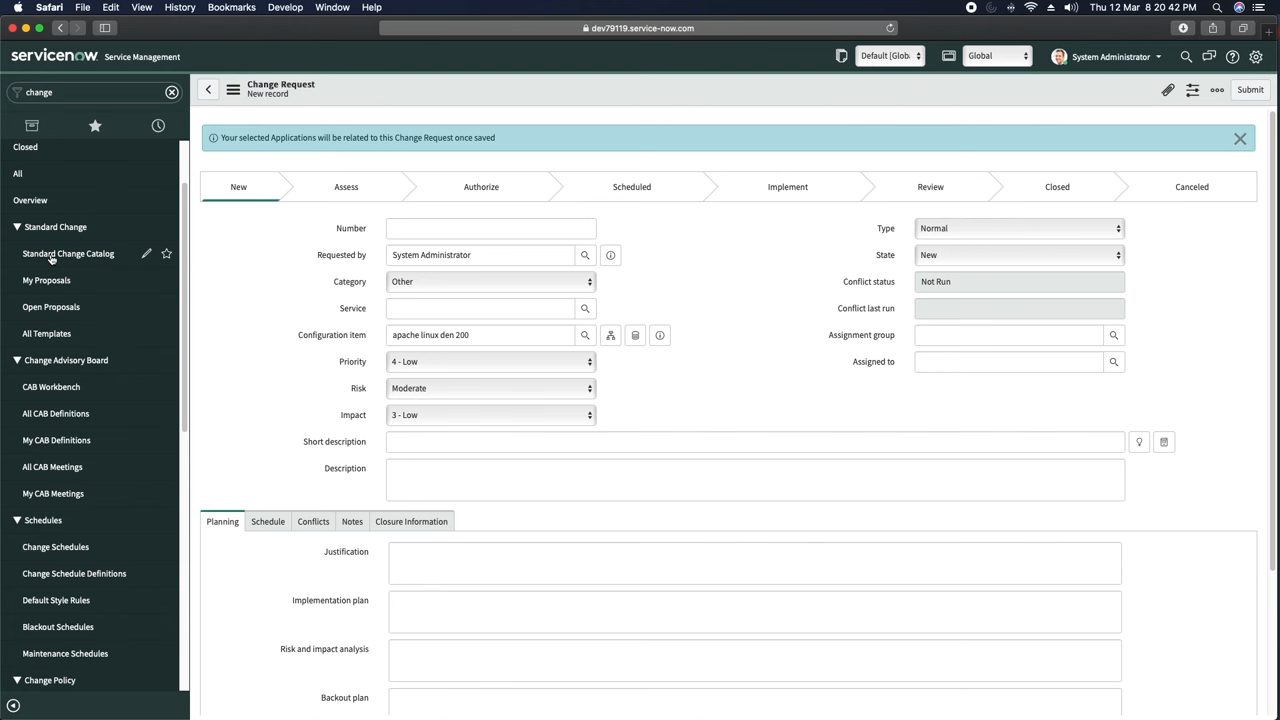 Safari File Edit View History Bookmarks Develop Window Help Thu 12 Mar 8 20 42 PM
dev79119.service-now.com
servicenow Service Management
Default [Globa
Global
System Administrator
change
Change Request
New record
Submit
Closed
All
Overview
Standard Change
Standard Change Catalog
My Proposals
Open Proposals
All Templates
Change Advisory Board
CAB Workbench
All CAB Definitions
My CAB Definitions
All CAB Meetings
My CAB Meetings
Schedules
Change Schedules
Change Schedule Definitions
Default Style Rules
Blackout Schedules
Maintenance Schedules
Change Policy
Your selected Applications will be related to this Change Request once saved
New Assess Authorize Scheduled Implement Review Closed Canceled
Number
Type Normal
Requested by System Administrator
State New
Category Other
Conflict status Not Run
Service
Conflict last run
Configuration item apache linux den 200
Assignment group
Priority 4 - Low
Assigned to
Risk Moderate
Impact 3 - Low
Short description
Description
Planning Schedule Conflicts Notes Closure Information
Justification
Implementation plan
Risk and impact analysis
Backout plan